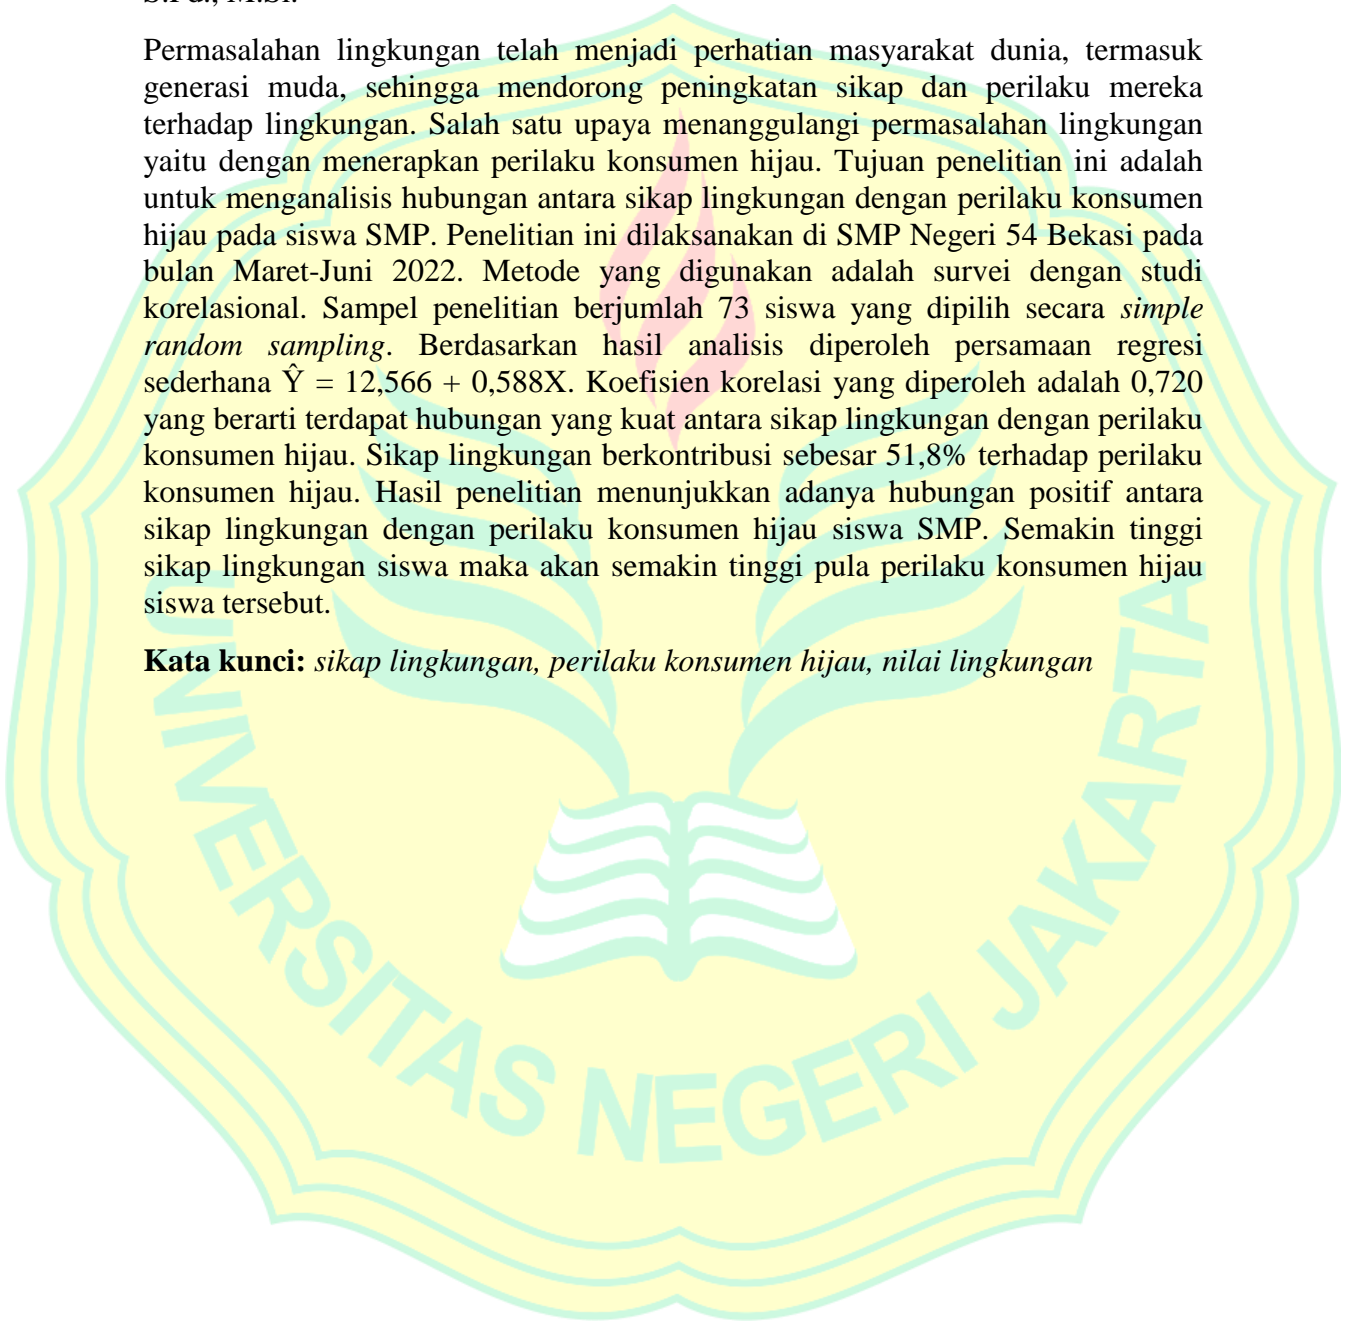 S.Pd., M.Si.
Permasalahan lingkungan telah menjadi perhatian masyarakat dunia, termasuk
generasi muda, sehingga mendorong peningkatan sikap dan perilaku mereka
terhadap lingkungan. Salah satu upaya menanggulangi permasalahan lingkungan
yaitu dengan menerapkan perilaku konsumen hijau. Tujuan penelitian ini adalah
untuk menganalisis hubungan antara sikap lingkungan dengan perilaku konsumen
hijau pada siswa SMP. Penelitian ini dilaksanakan di SMP Negeri 54 Bekasi pada
bulan Maret-Juni 2022. Metode yang digunakan adalah survei dengan studi
korelasional. Sampel penelitian berjumlah 73 siswa yang dipilih secara simple
random sampling. Berdasarkan hasil analisis diperoleh persamaan regresi
sederhana Ŷ = 12,566 + 0,588X. Koefisien korelasi yang diperoleh adalah 0,720
yang berarti terdapat hubungan yang kuat antara sikap lingkungan dengan perilaku
konsumen hijau. Sikap lingkungan berkontribusi sebesar 51,8% terhadap perilaku
konsumen hijau. Hasil penelitian menunjukkan adanya hubungan positif antara
sikap lingkungan dengan perilaku konsumen hijau siswa SMP. Semakin tinggi
sikap lingkungan siswa maka akan semakin tinggi pula perilaku konsumen hijau
siswa tersebut.
Kata kunci: sikap lingkungan, perilaku konsumen hijau, nilai lingkungan
UNIVERSITAS NEGERI JAKARTA